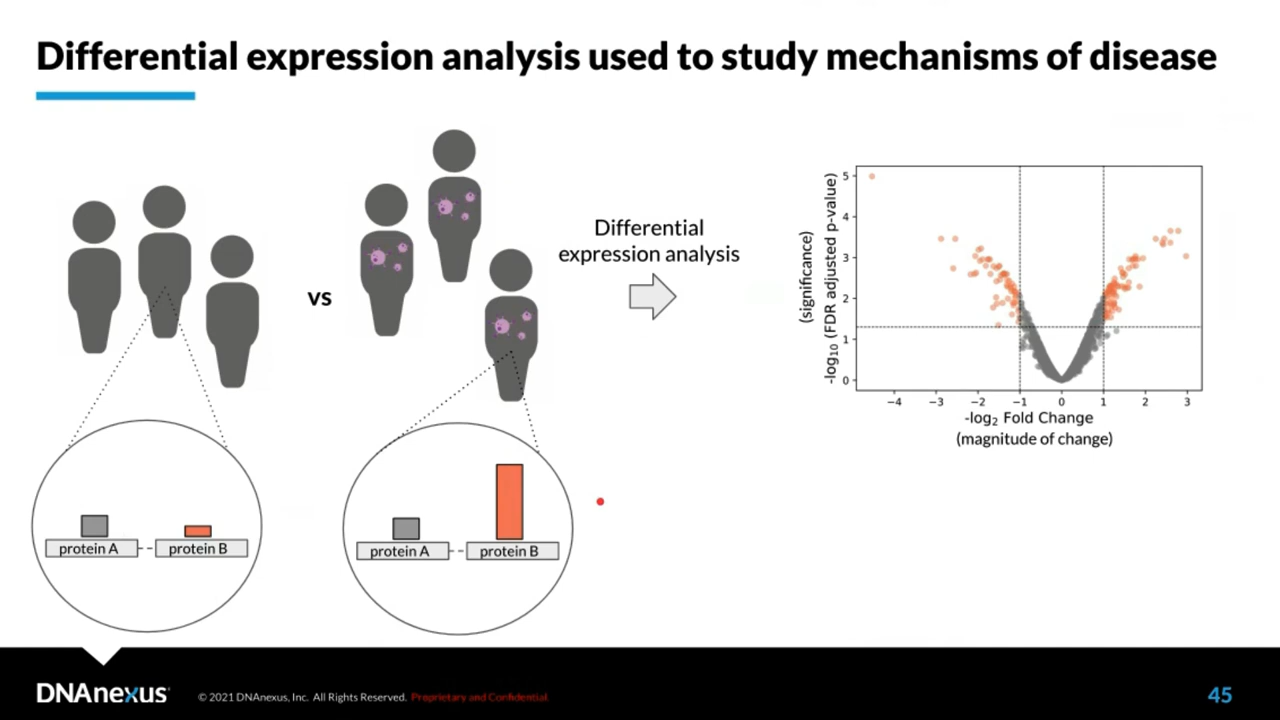 Differential expression analysis used to study mechanisms of disease
vs
Differential
expression analysis
protein A
protein B
protein A
protein B
(significance)
-log10 (FDR adjusted p-value)
5
4
3
2
1
0
−4
−3
−2
−1
0
1
2
3
-log2 Fold Change
(magnitude of change)
DNAnexus
© 2021 DNAnexus, Inc. All Rights Reserved. Proprietary and Confidential.
45